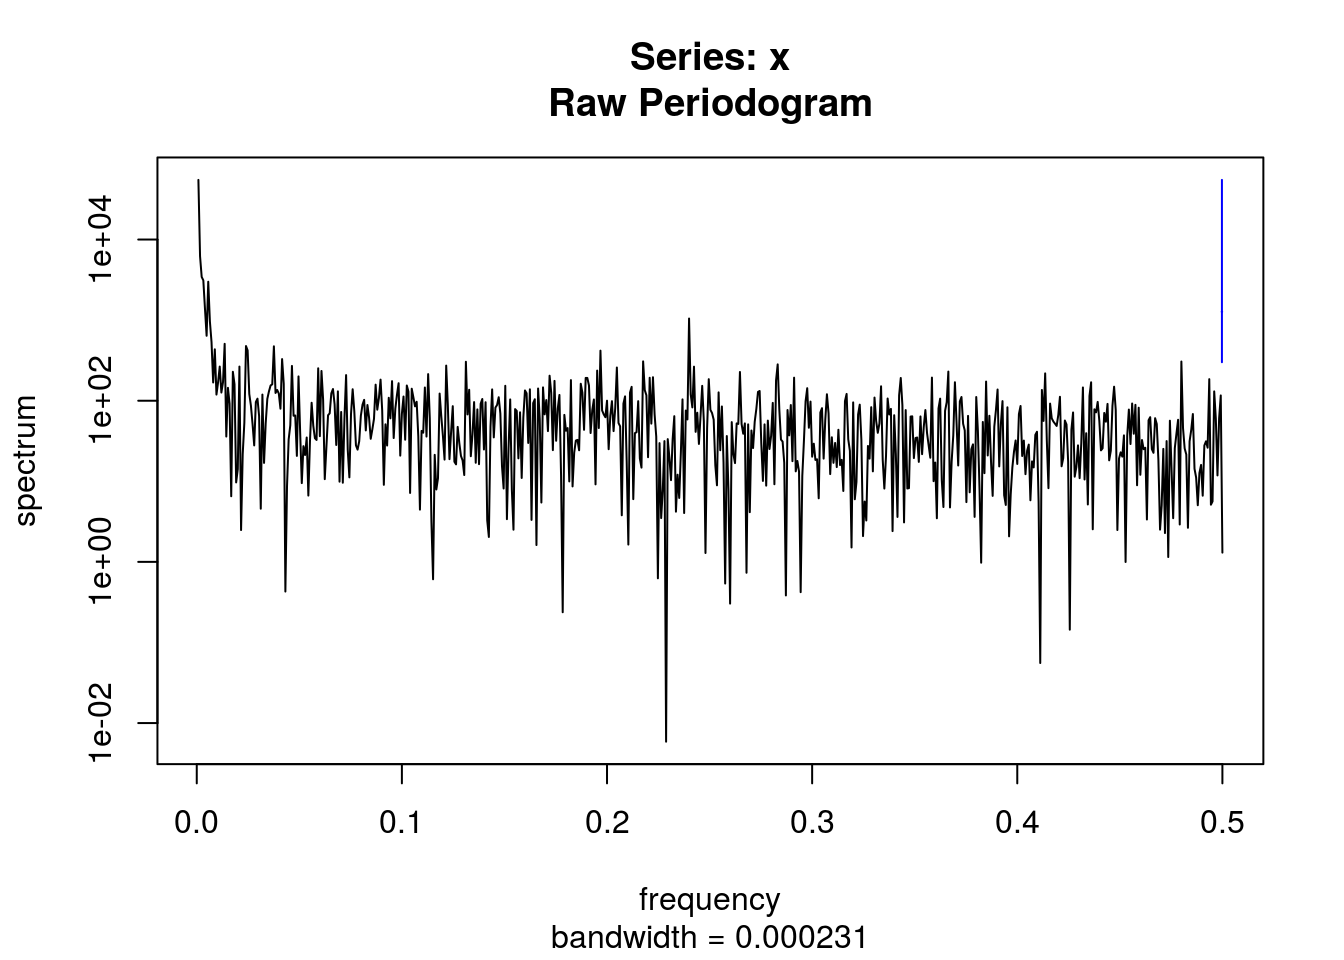 Series: x
Raw Periodogram
spectrum
1e+04
1e+02
1e+00
1e-02
0.0 0.1 0.2 0.3 0.4 0.5
frequency
bandwidth = 0.000231